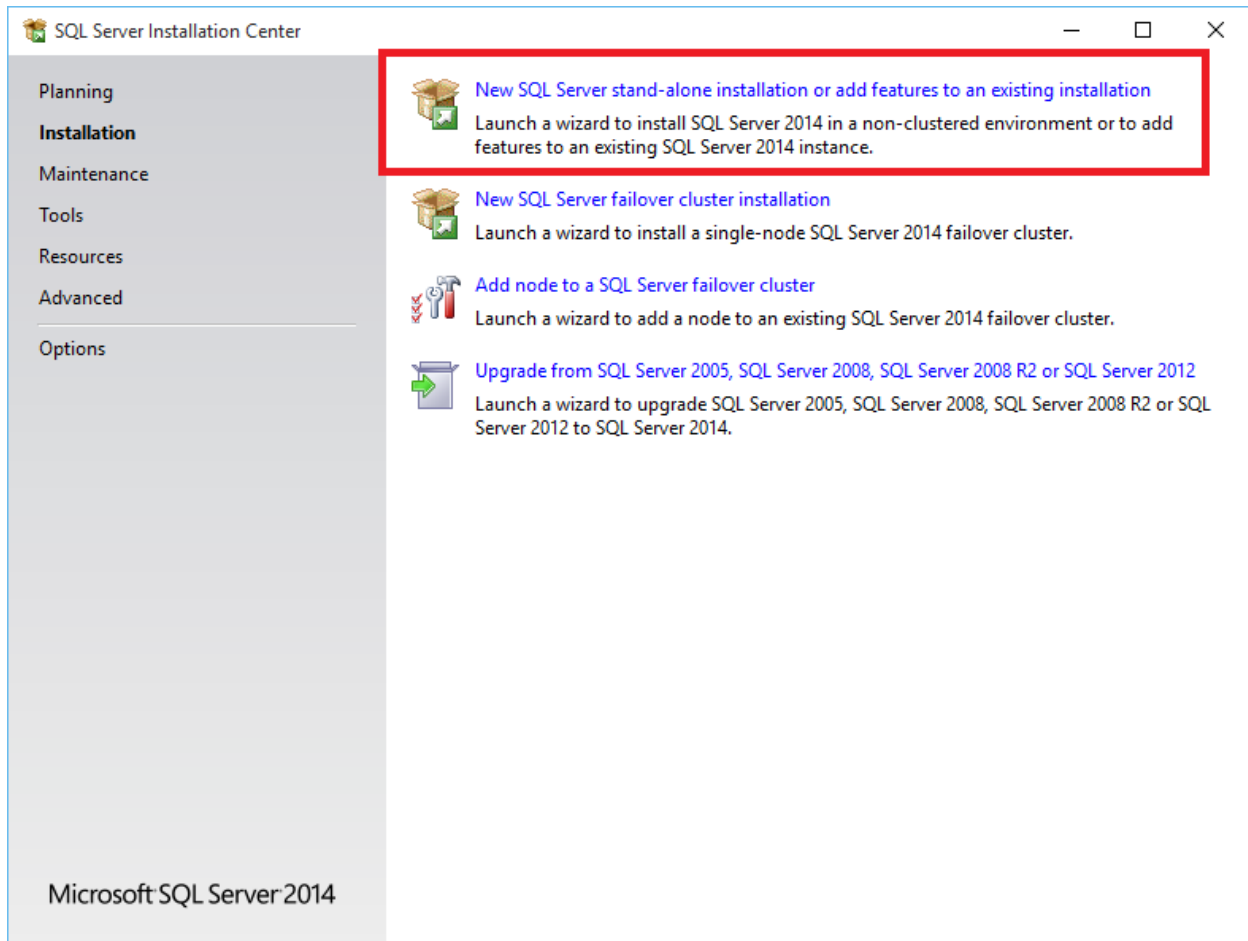 SQL Server Installation Center
Planning
Installation
Maintenance
Tools
Resources
Advanced
Options
New SQL Server stand-alone installation or add features to an existing installation
Launch a wizard to install SQL Server 2014 in a non-clustered environment or to add
features to an existing SQL Server 2014 instance.
New SQL Server failover cluster installation
Launch a wizard to install a single-node SQL Server 2014 failover cluster.
Add node to a SQL Server failover cluster
Launch a wizard to add a node to an existing SQL Server 2014 failover cluster.
Upgrade from SQL Server 2005, SQL Server 2008, SQL Server 2008 R2 or SQL Server 2012
Launch a wizard to upgrade SQL Server 2005, SQL Server 2008, SQL Server 2008 R2 or SQL
Server 2012 to SQL Server 2014.
Microsoft SQL Server 2014